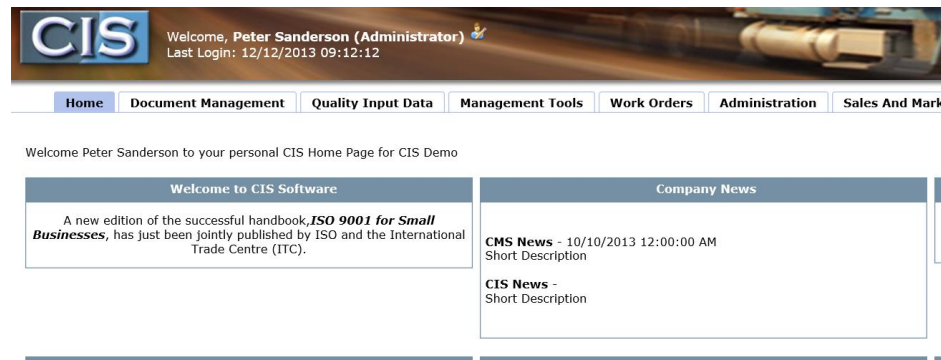 CIS
Welcome, Peter Sanderson (Administrator)
Last Login: 12/12/2013 09:12:12
Home Document Management Quality Input Data Management Tools Work Orders Administration Sales And Mark
Welcome Peter Sanderson to your personal CIS Home Page for CIS Demo
Welcome to CIS Software
A new edition of the successful handbook,ISO 9001 for Small
Businesses, has just been jointly published by ISO and the International
Trade Centre (ITC).
Company News
CMS News - 10/10/2013 12:00:00 AM
Short Description
CIS News -
Short Description